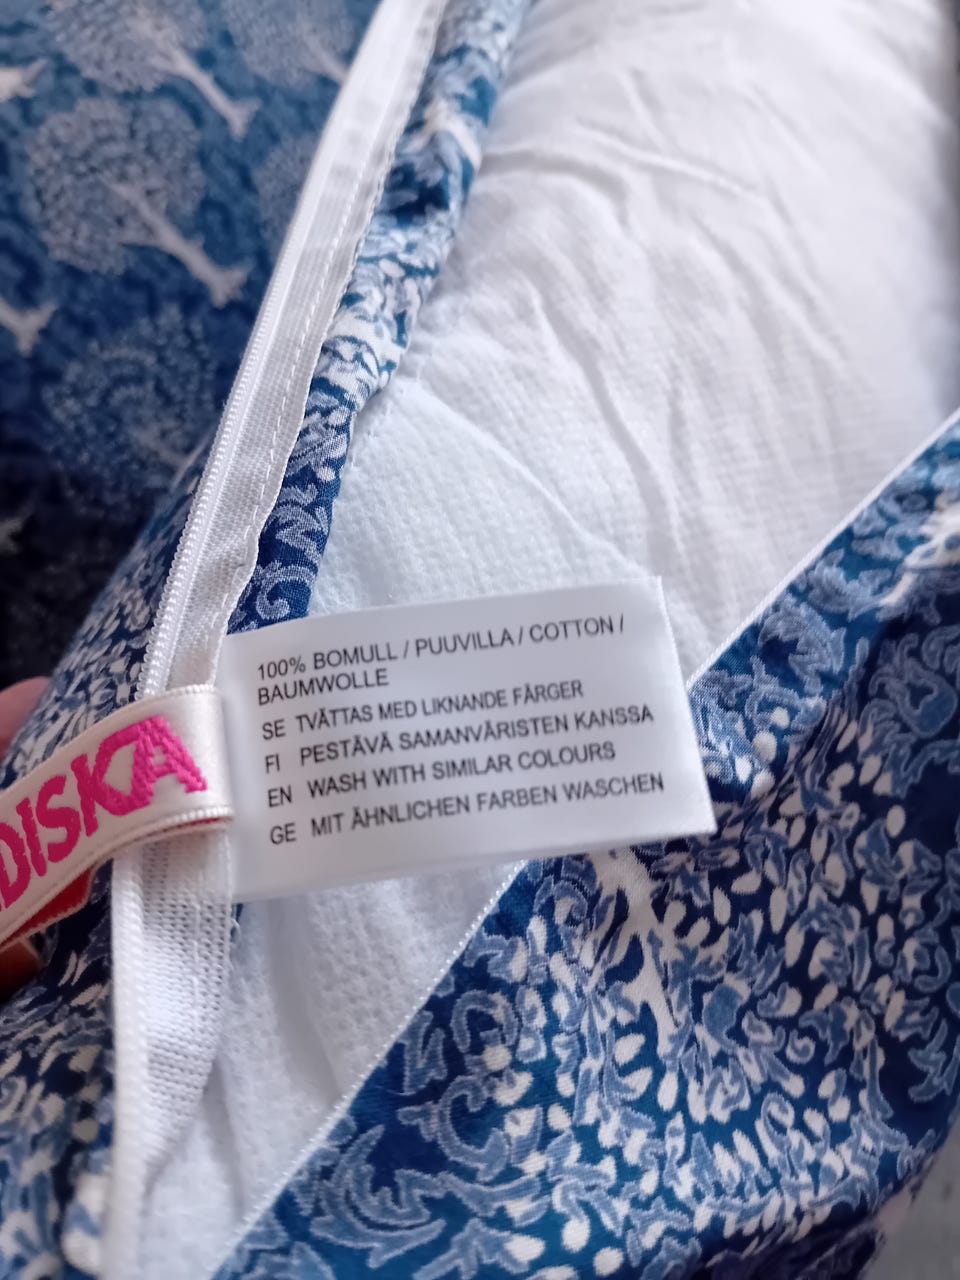 100% BOMULL / PUUVILLA / COTTON /
BAUMWOLLE
SE TVÄTTAS MED LIKNANDE FÄRGER
FI PESTÄVÄ SAMANVÄRISTEN KANSSA
EN WASH WITH SIMILAR COLOURS
GE MIT ÄHNLICHEN FARBEN WASCHEN
DISKA